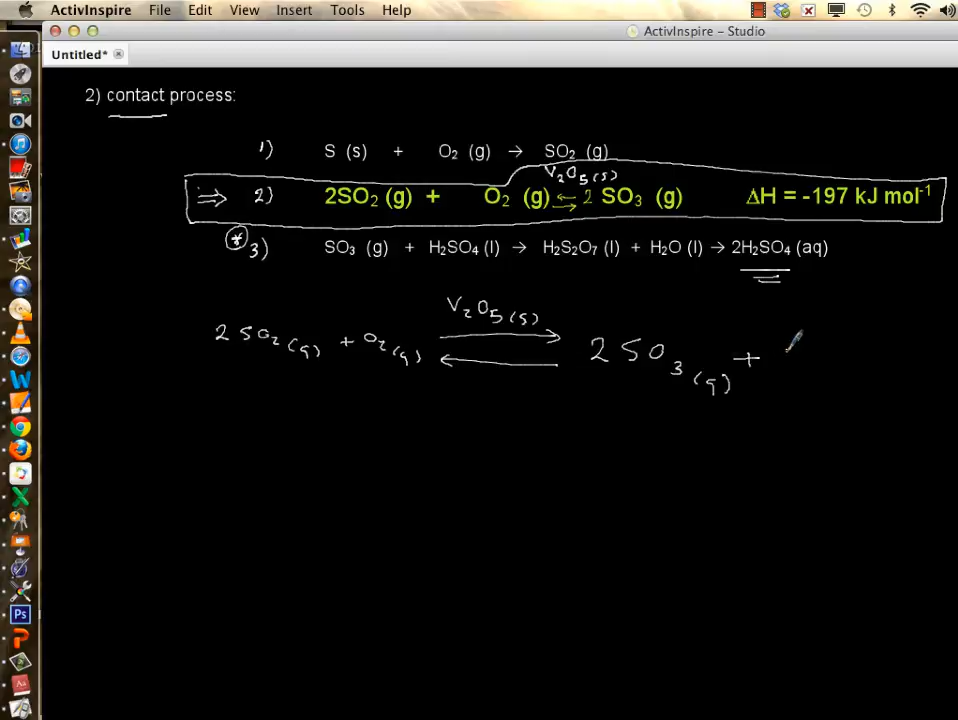 ActivInspire File Edit View Insert Tools Help
ActivInspire – Studio
Untitled*
2) contact process:
1) S (s) + O₂ (g) → SO₂ (g)
V₂O₅(s)
⇒ 2) 2SO₂ (g) + O₂ (g) ⇌ 2 SO₃ (g) ΔH = -197 kJ mol⁻¹
* 3) SO₃ (g) + H₂SO₄ (l) → H₂S₂O₇ (l) + H₂O (l) → 2H₂SO₄ (aq)
V₂O₅(s)
2 SO₂(g) + O₂(g) ⇌ 2 SO₃(g) +
W
X
Ps
P